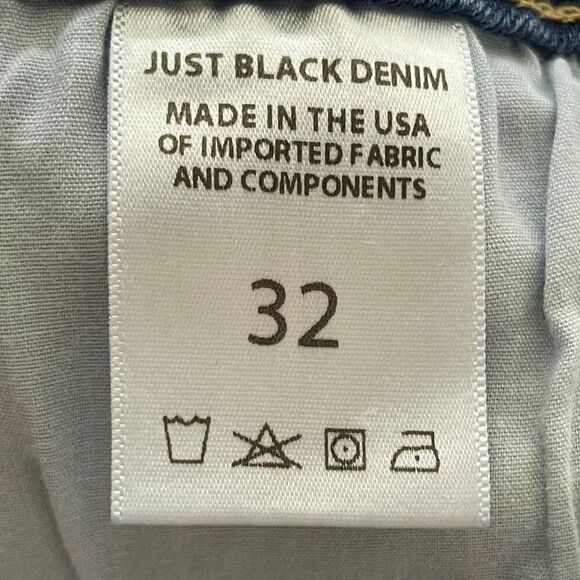 JUST BLACK DENIM
MADE IN THE USA
OF IMPORTED FABRIC
AND COMPONENTS
32